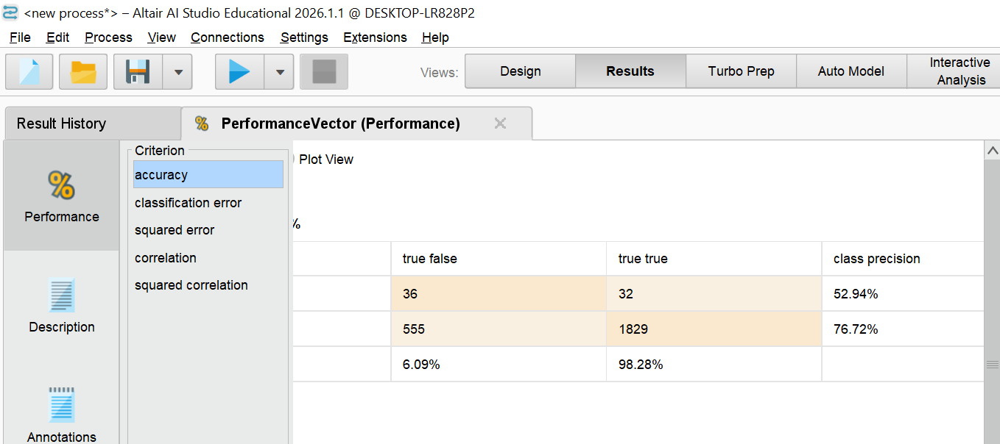 <new process*> – Altair AI Studio Educational 2026.1.1 @ DESKTOP-LR828P2
File Edit Process View Connections Settings Extensions Help
Views: Design Results Turbo Prep Auto Model Interactive Analysis
Result History
% PerformanceVector (Performance)
%
Performance
Description
Annotations
Criterion
accuracy
classification error
squared error
correlation
squared correlation
Plot View
%
true false true true class precision
36 32 52.94%
555 1829 76.72%
6.09% 98.28%